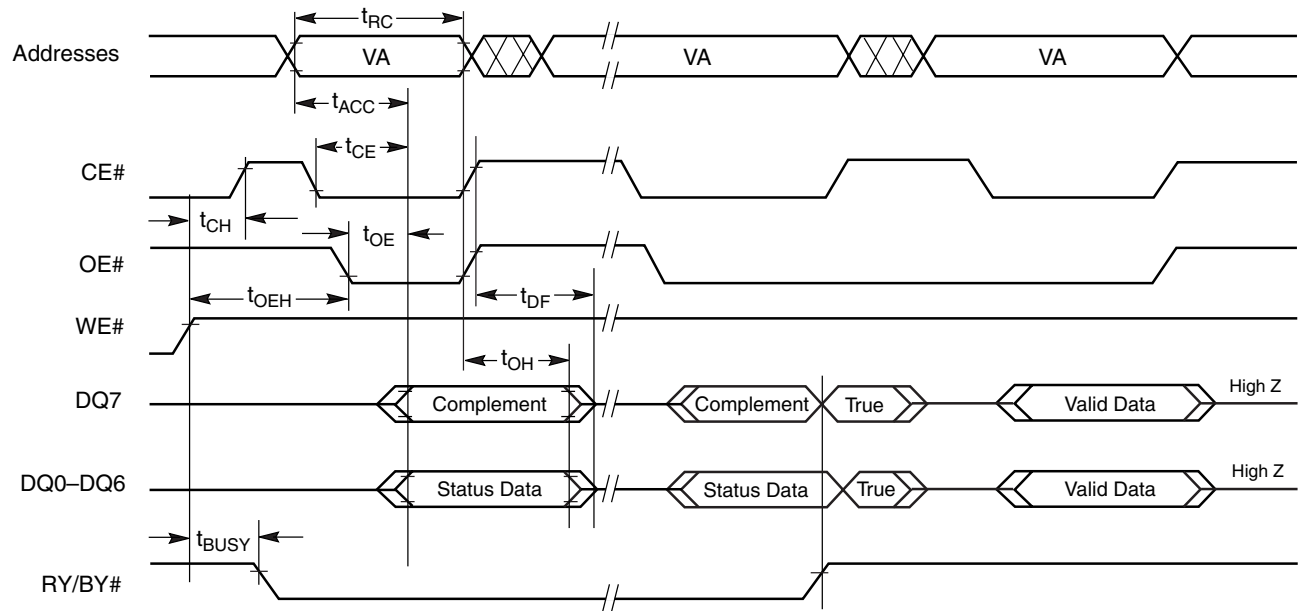 tRC
Addresses VA VA VA
tACC
tCE
CE#
tCH
tOE
OE#
tOEH
tDF
WE#
tOH
DQ7 Complement Complement True Valid Data High Z
DQ0–DQ6 Status Data Status Data True Valid Data High Z
tBUSY
RY/BY#